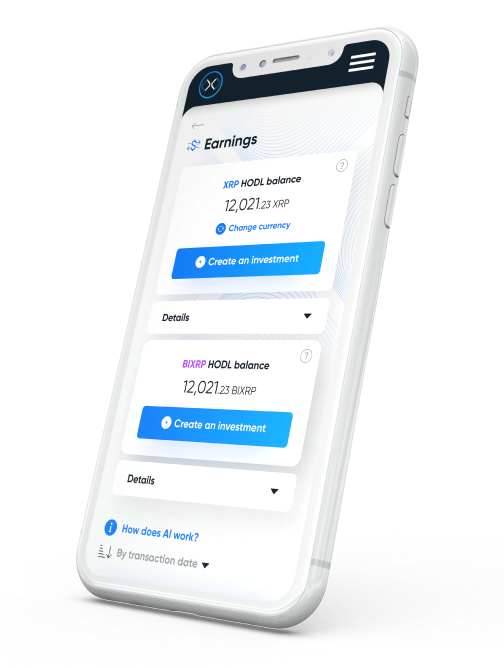 Earnings
?
XRP HODL balance
12,021.23 XRP
Change currency
Create an investment
Details
?
BIXRP HODL balance
12,021.23 BIXRP
Create an investment
Details
How does AI work?
By transaction date